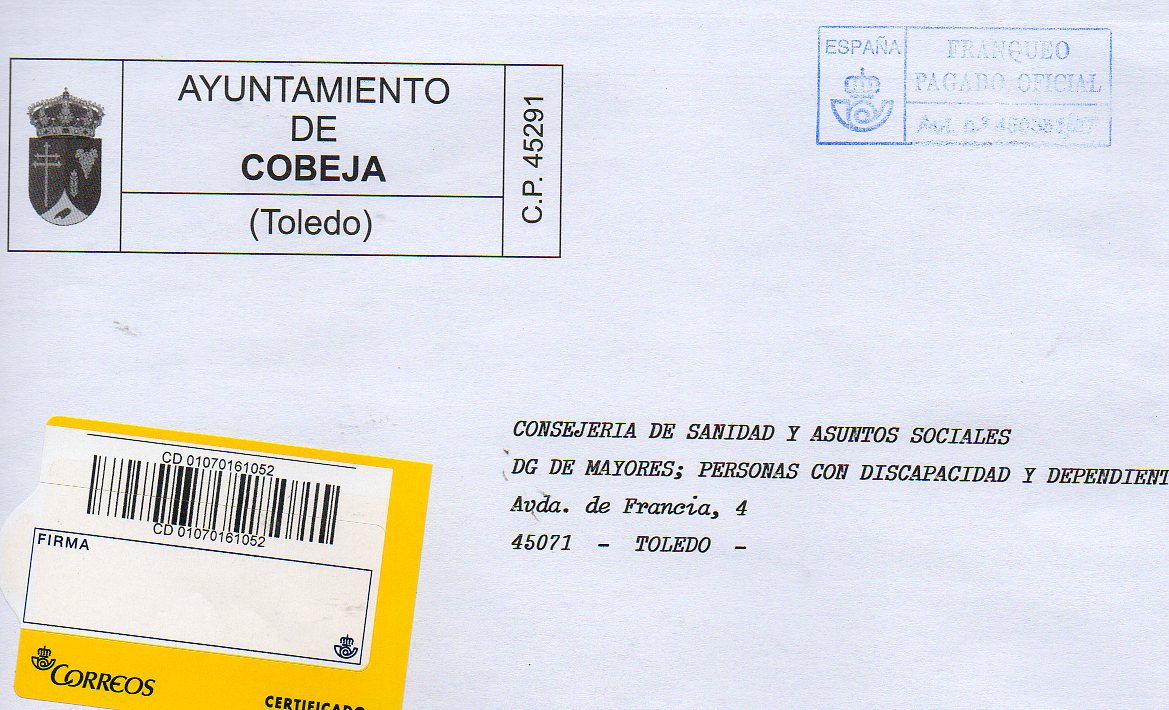 AYUNTAMIENTO
DE
COBEJA
(Toledo)
C.P. 45291
ESPAÑA
FRANQUEO
PAGADO OFICIAL
Aut. n.º
CONSEJERIA DE SANIDAD Y ASUNTOS SOCIALES
DG DE MAYORES; PERSONAS CON DISCAPACIDAD Y DEPENDIENT
Avda. de Francia, 4
45071 - TOLEDO -
CD 01070161052
CD 01070161052
FIRMA
CORREOS
CERTIFICADO